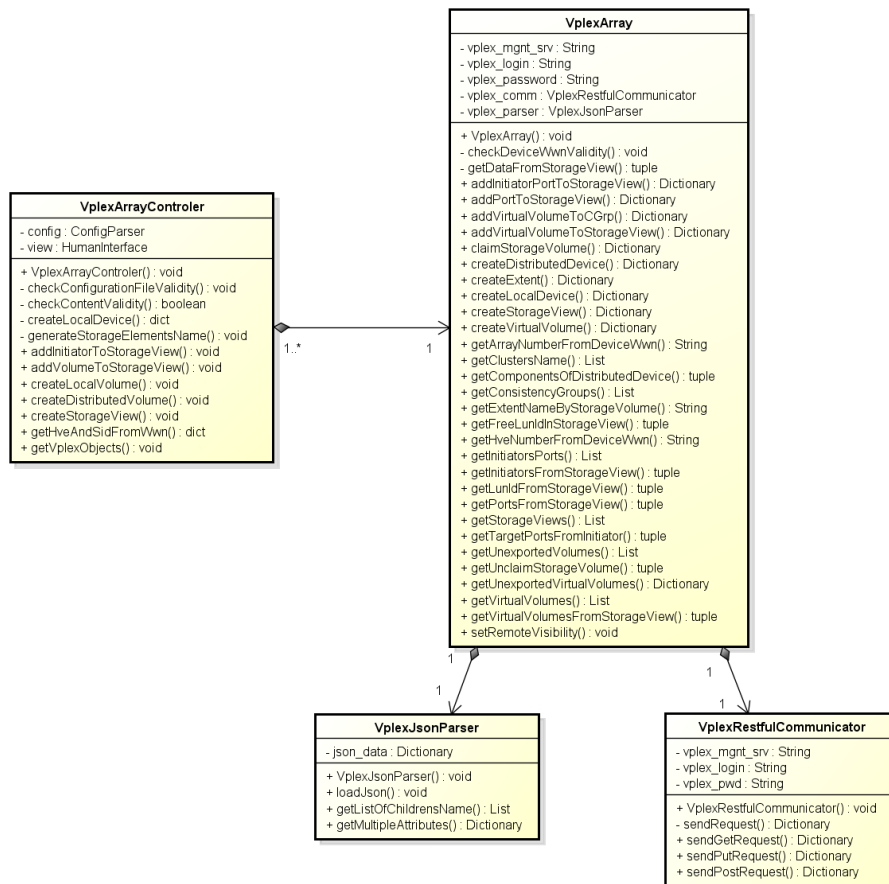 VplexArray
- vplex_mgnt_srv : String
- vplex_login : String
- vplex_password : String
- vplex_comm : VplexRestfulCommunicator
- vplex_parser : VplexJsonParser
+ VplexArray() : void
- checkDeviceWwnValidity() : void
- getDataFromStorageView() : tuple
+ addInitiatorPortToStorageView() : Dictionary
+ addPortToStorageView() : Dictionary
+ addVirtualVolumeToCGrp() : Dictionary
+ addVirtualVolumeToStorageView() : Dictionary
+ claimStorageVolume() : Dictionary
+ createDistributedDevice() : Dictionary
+ createExtent() : Dictionary
+ createLocalDevice() : Dictionary
+ createStorageView() : Dictionary
+ createVirtualVolume() : Dictionary
+ getArrayNumberFromDeviceWwn() : String
+ getClustersName() : List
+ getComponentsOfDistributedDevice() : tuple
+ getConsistencyGroups() : List
+ getExtentNameByStorageVolume() : String
+ getFreeLunIdInStorageView() : tuple
+ getHveNumberFromDeviceWwn() : String
+ getInitiatorsPorts() : List
+ getInitiatorsFromStorageView() : tuple
+ getLunIdFromStorageView() : tuple
+ getPortsFromStorageView() : tuple
+ getStorageViews() : List
+ getTargetPortsFromInitiator() : tuple
+ getUnexportedVolumes() : List
+ getUnclaimStorageVolume() : tuple
+ getUnexportedVirtualVolumes() : Dictionary
+ getVirtualVolumes() : List
+ getVirtualVolumesFromStorageView() : tuple
+ setRemoteVisibility() : void
VplexArrayControler
- config : ConfigParser
- view : HumanInterface
+ VplexArrayControler() : void
- checkConfigurationFileValidity() : void
- checkContentValidity() : boolean
- createLocalDevice() : dict
- generateStorageElementsName() : void
+ addInitiatorToStorageView() : void
+ addVolumeToStorageView() : void
+ createLocalVolume() : void
+ createDistributedVolume() : void
+ createStorageView() : void
+ getHveAndSidFromWwn() : dict
+ getVplexObjects() : void
1..*
1
1
1
1
1
VplexJsonParser
- json_data : Dictionary
+ VplexJsonParser() : void
+ loadJson() : void
+ getListOfChildrensName() : List
+ getMultipleAttributes() : Dictionary
VplexRestfulCommunicator
- vplex_mgnt_srv : String
- vplex_login : String
- vplex_pwd : String
+ VplexRestfulCommunicator() : void
- sendRequest() : Dictionary
+ sendGetRequest() : Dictionary
+ sendPutRequest() : Dictionary
+ sendPostRequest() : Dictionary